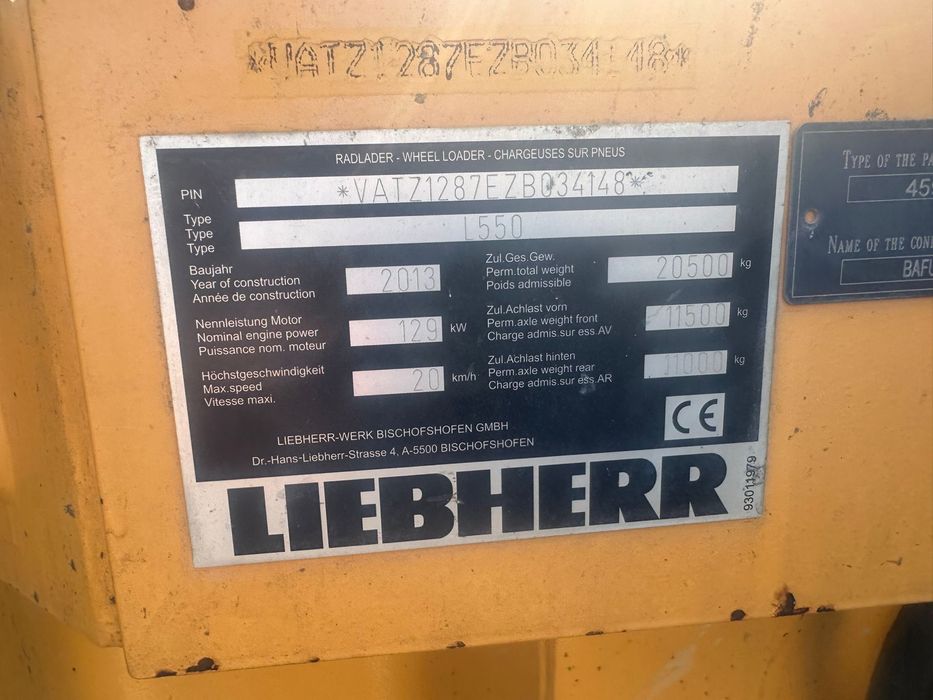 *VATZ1287EZB034148*
RADLADER - WHEEL LOADER - CHARGEUSES SUR PNEUS
PIN *VATZ1287EZB034148*
Type
Type L550
Type
Baujahr
Year of construction 2013
Année de construction
Nennleistung Motor
Nominal engine power 129 kW
Puissance nom. moteur
Höchstgeschwindigkeit
Max.speed 20 km/h
Vitesse maxi.
Zul.Ges.Gew.
Perm.total weight 20500 kg
Poids admissible
Zul.Achlast vorn
Perm.axle weight front 11500 kg
Charge admis.sur ess.AV
Zul.Achlast hinten
Perm.axle weight rear 11000 kg
Charge admis.sur ess.AR
CE
LIEBHERR-WERK BISCHOFSHOFEN GMBH
Dr.-Hans-Liebherr-Strasse 4, A-5500 BISCHOFSHOFEN
LIEBHERR
93011979
TYPE OF THE
NAME OF THE